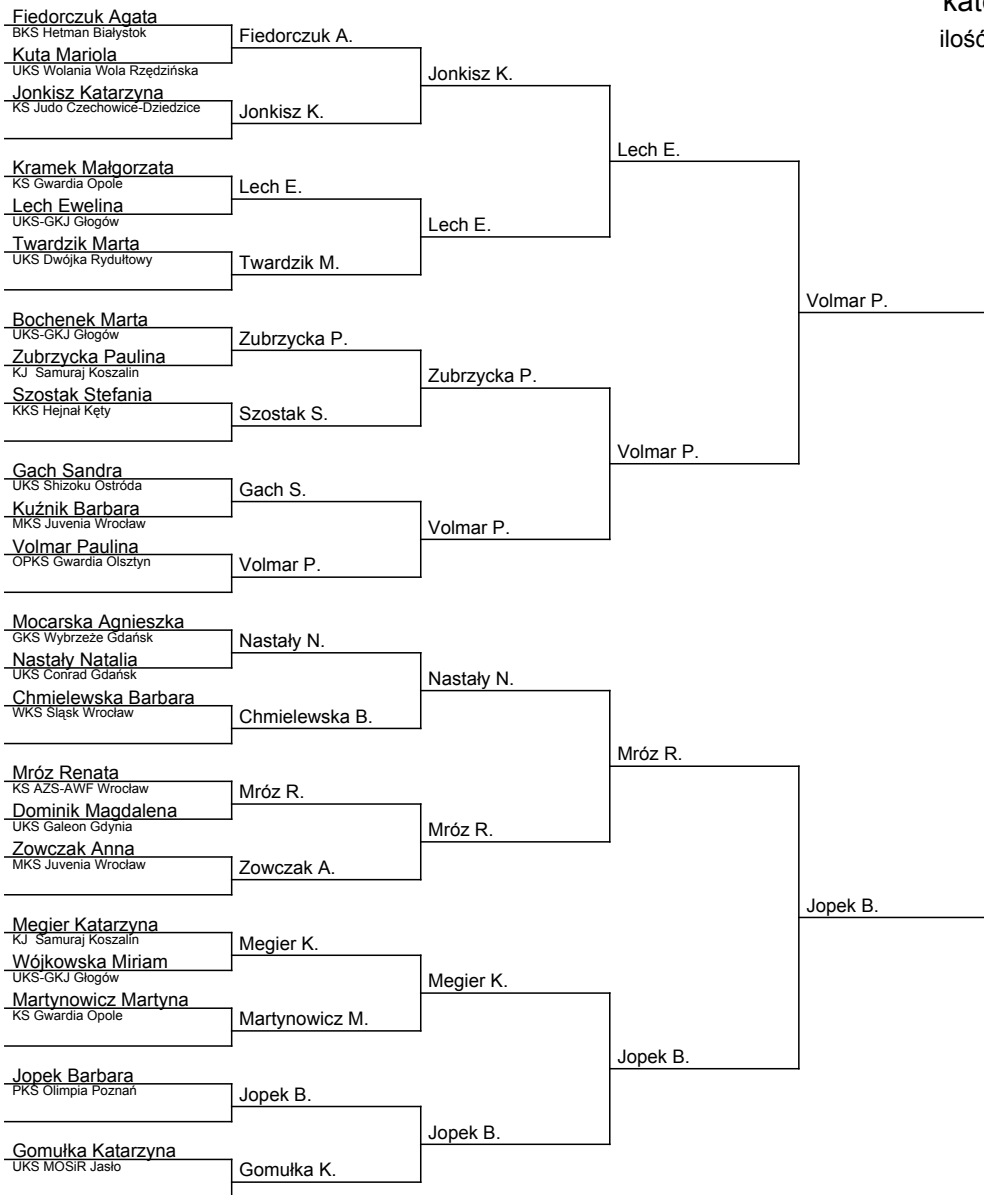 kat
ilość
Fiedorczuk Agata
BKS Hetman Białystok
Fiedorczuk A.
Kuta Mariola
UKS Wolania Wola Rzędzińska
Jonkisz K.
Jonkisz Katarzyna
KS Judo Czechowice-Dziedzice
Jonkisz K.
Lech E.
Kramek Małgorzata
KS Gwardia Opole
Lech E.
Lech Ewelina
UKS-GKJ Głogów
Lech E.
Twardzik Marta
UKS Dwójka Rydułtowy
Twardzik M.
Volmar P.
Bochenek Marta
UKS-GKJ Głogów
Zubrzycka P.
Zubrzycka Paulina
KJ Samuraj Koszalin
Zubrzycka P.
Szostak Stefania
KKS Hejnał Kęty
Szostak S.
Volmar P.
Gach Sandra
UKS Shizoku Ostróda
Gach S.
Kuźnik Barbara
MKS Juvenia Wrocław
Volmar P.
Volmar Paulina
OPKS Gwardia Olsztyn
Volmar P.
Mocarska Agnieszka
GKS Wybrzeże Gdańsk
Nastały N.
Nastały Natalia
UKS Conrad Gdańsk
Nastały N.
Chmielewska Barbara
WKS Śląsk Wrocław
Chmielewska B.
Mróz R.
Mróz Renata
KS AZS-AWF Wrocław
Mróz R.
Dominik Magdalena
UKS Galeon Gdynia
Mróz R.
Zowczak Anna
MKS Juvenia Wrocław
Zowczak A.
Jopek B.
Megier Katarzyna
KJ Samuraj Koszalin
Megier K.
Wójkowska Miriam
UKS-GKJ Głogów
Megier K.
Martynowicz Martyna
KS Gwardia Opole
Martynowicz M.
Jopek B.
Jopek Barbara
PKS Olimpia Poznań
Jopek B.
Jopek B.
Gomułka Katarzyna
UKS MOSiR Jasło
Gomułka K.